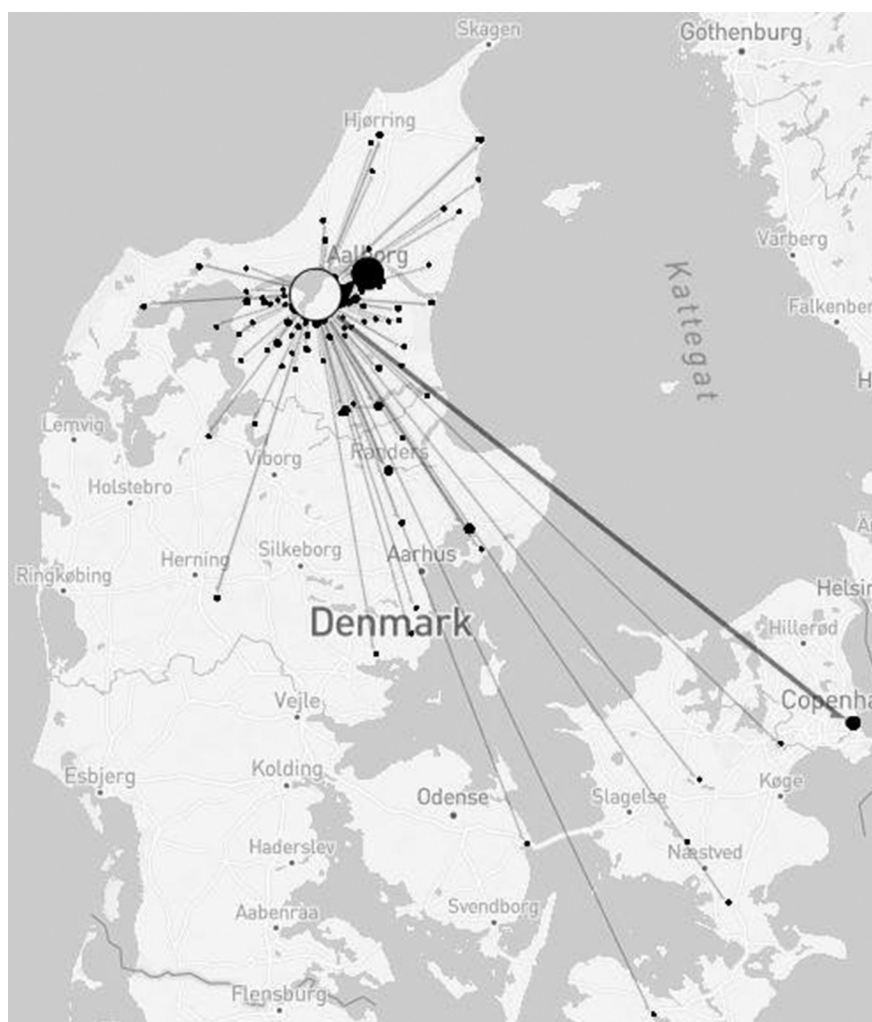 Skagen
Gothenburg
Hjørring
Varberg
Aalborg
Kattegat
Falkenber
H
Lemvig
Randers
Viborg
Holstebro
Än
Aarhus
Silkeborg
Herning
Ringkøbing
Helsin
Denmark
Hillerød
Vejle
Copenha
Kolding
Esbjerg
Odense
Slagelse
Køge
Haderslev
Næstved
Aabenraa
Svendborg
Flensburg